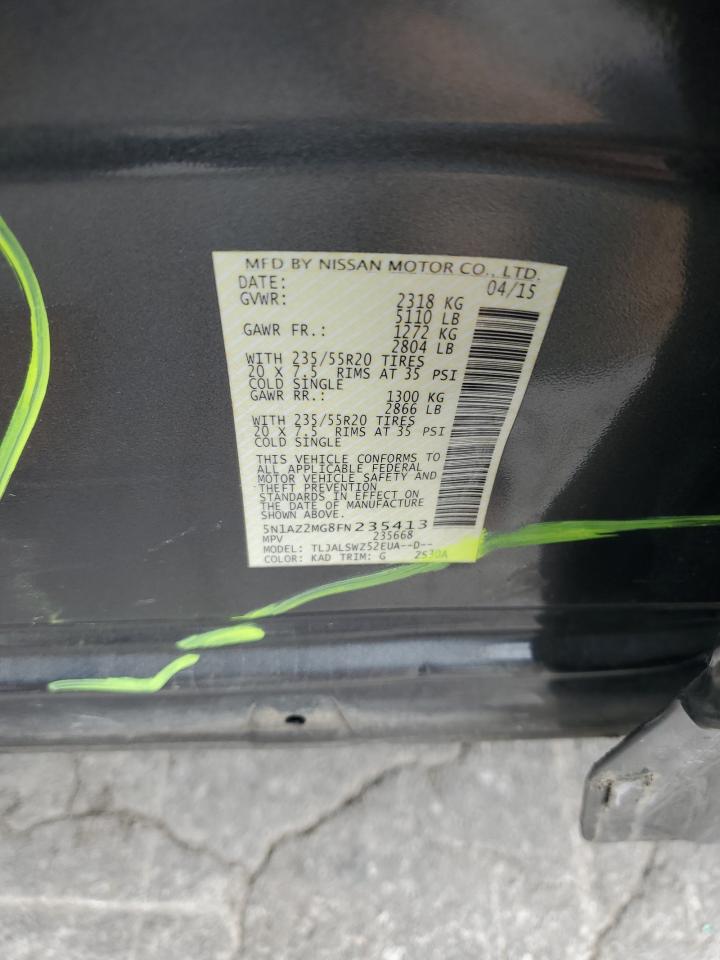 MFD BY NISSAN MOTOR CO., LTD.
DATE: 04/15
GVWR: 2318 KG
5110 LB
GAWR FR.: 1272 KG
2804 LB
WITH 235/55R20 TIRES
20 X 7.5 RIMS AT 35 PSI
COLD SINGLE
GAWR RR.: 1300 KG
2866 LB
WITH 235/55R20 TIRES
20 X 7.5 RIMS AT 35 PSI
COLD SINGLE
THIS VEHICLE CONFORMS TO
ALL APPLICABLE FEDERAL
MOTOR VEHICLE SAFETY AND
THEFT PREVENTION
STANDARDS IN EFFECT ON
THE DATE OF MANUFACTURE
SHOWN ABOVE.
5N1AZ2MG8FN235413
MPV 235668
MODEL: TLJALSWZ52EUA--D--
COLOR: KAD TRIM: G 2530A